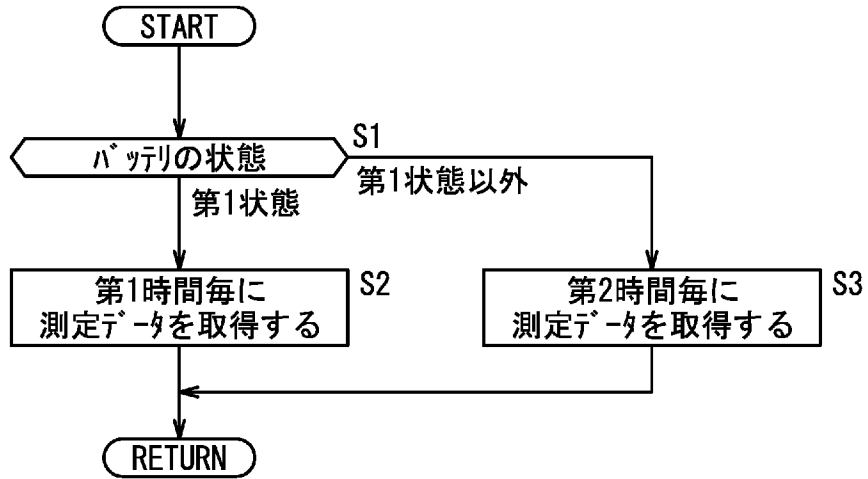 START
バッテリの状態
S1
第1状態
第1状態以外
第1時間毎に
測定データを取得する
S2
第2時間毎に
測定データを取得する
S3
RETURN